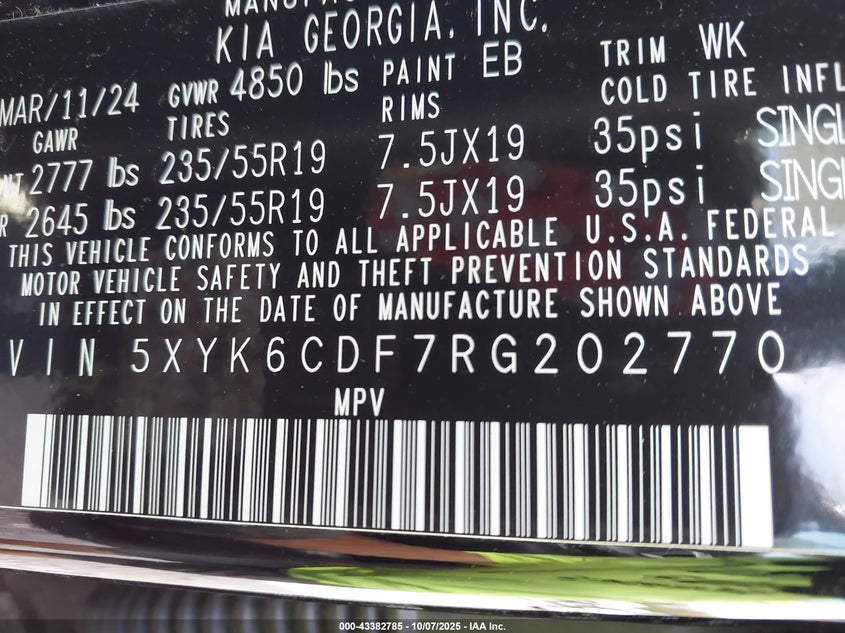 KIA GEORGIA, INC.
MAR/11/24 GVWR 4850 lbs PAINT EB TRIM WK
GAWR TIRES RIMS COLD TIRE INFL
2777 lbs 235/55R19 7.5JX19 35psi SINGL
2645 lbs 235/55R19 7.5JX19 35psi SINGL
THIS VEHICLE CONFORMS TO ALL APPLICABLE U.S.A. FEDERAL
MOTOR VEHICLE SAFETY AND THEFT PREVENTION STANDARDS
IN EFFECT ON THE DATE OF MANUFACTURE SHOWN ABOVE
VIN 5XYK6CDF7RG202770
MPV
000-43382785 - 10/07/2025 - IAA Inc.